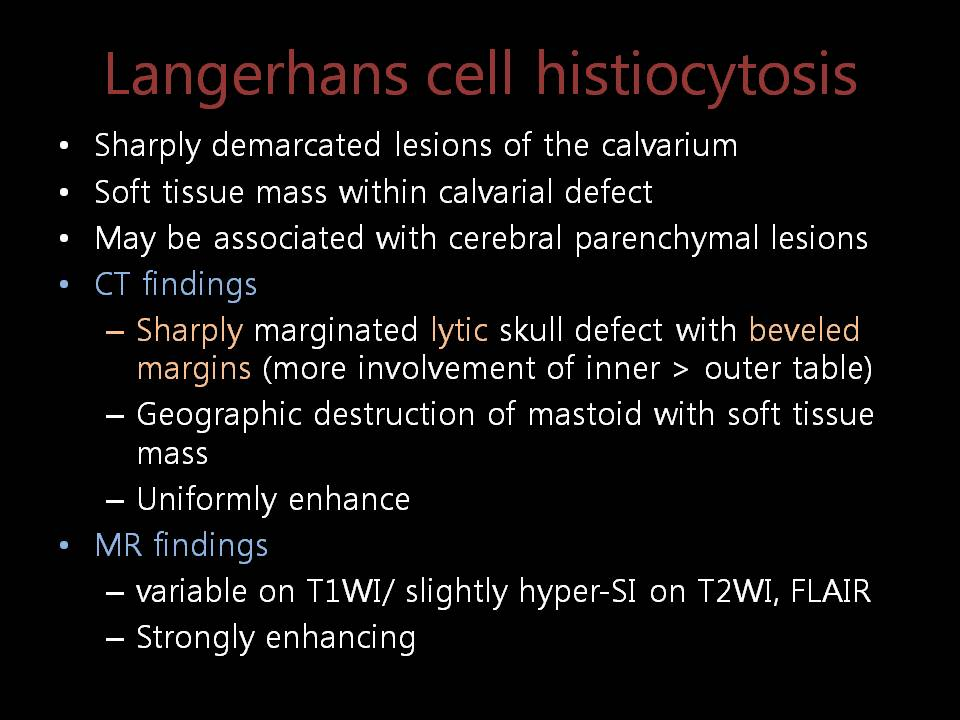 Langerhans cell histiocytosis
• Sharply demarcated lesions of the calvarium
• Soft tissue mass within calvarial defect
• May be associated with cerebral parenchymal lesions
• CT findings
– Sharply marginated lytic skull defect with beveled
margins (more involvement of inner > outer table)
– Geographic destruction of mastoid with soft tissue
mass
– Uniformly enhance
• MR findings
– variable on T1WI/ slightly hyper-SI on T2WI, FLAIR
– Strongly enhancing